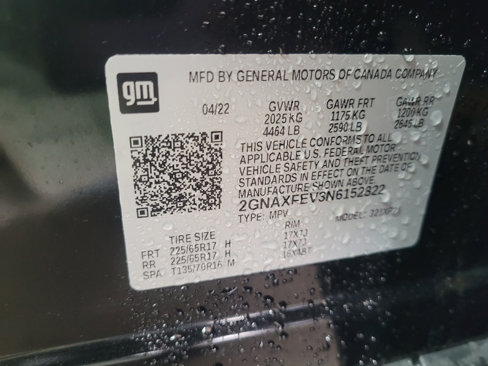 gm
MFD BY GENERAL MOTORS OF CANADA COMPANY
04/22 GVWR GAWR FRT GAWR RR
2025 KG 1175 KG 1200 KG
4464 LB 2590 LB 2645 LB
THIS VEHICLE CONFORMS TO ALL
APPLICABLE U.S. FEDERAL MOTOR
VEHICLE SAFETY AND THEFT PREVENTION
STANDARDS IN EFFECT ON THE DATE OF
MANUFACTURE SHOWN ABOVE.
2GNAXFEV3N6152322
TYPE: MPV MODEL:
TIRE SIZE RIM
FRT 225/65R17 H 17X7J
RR 225/65R17 H 17X7J
SPA T135/70R16 M 16X4BT